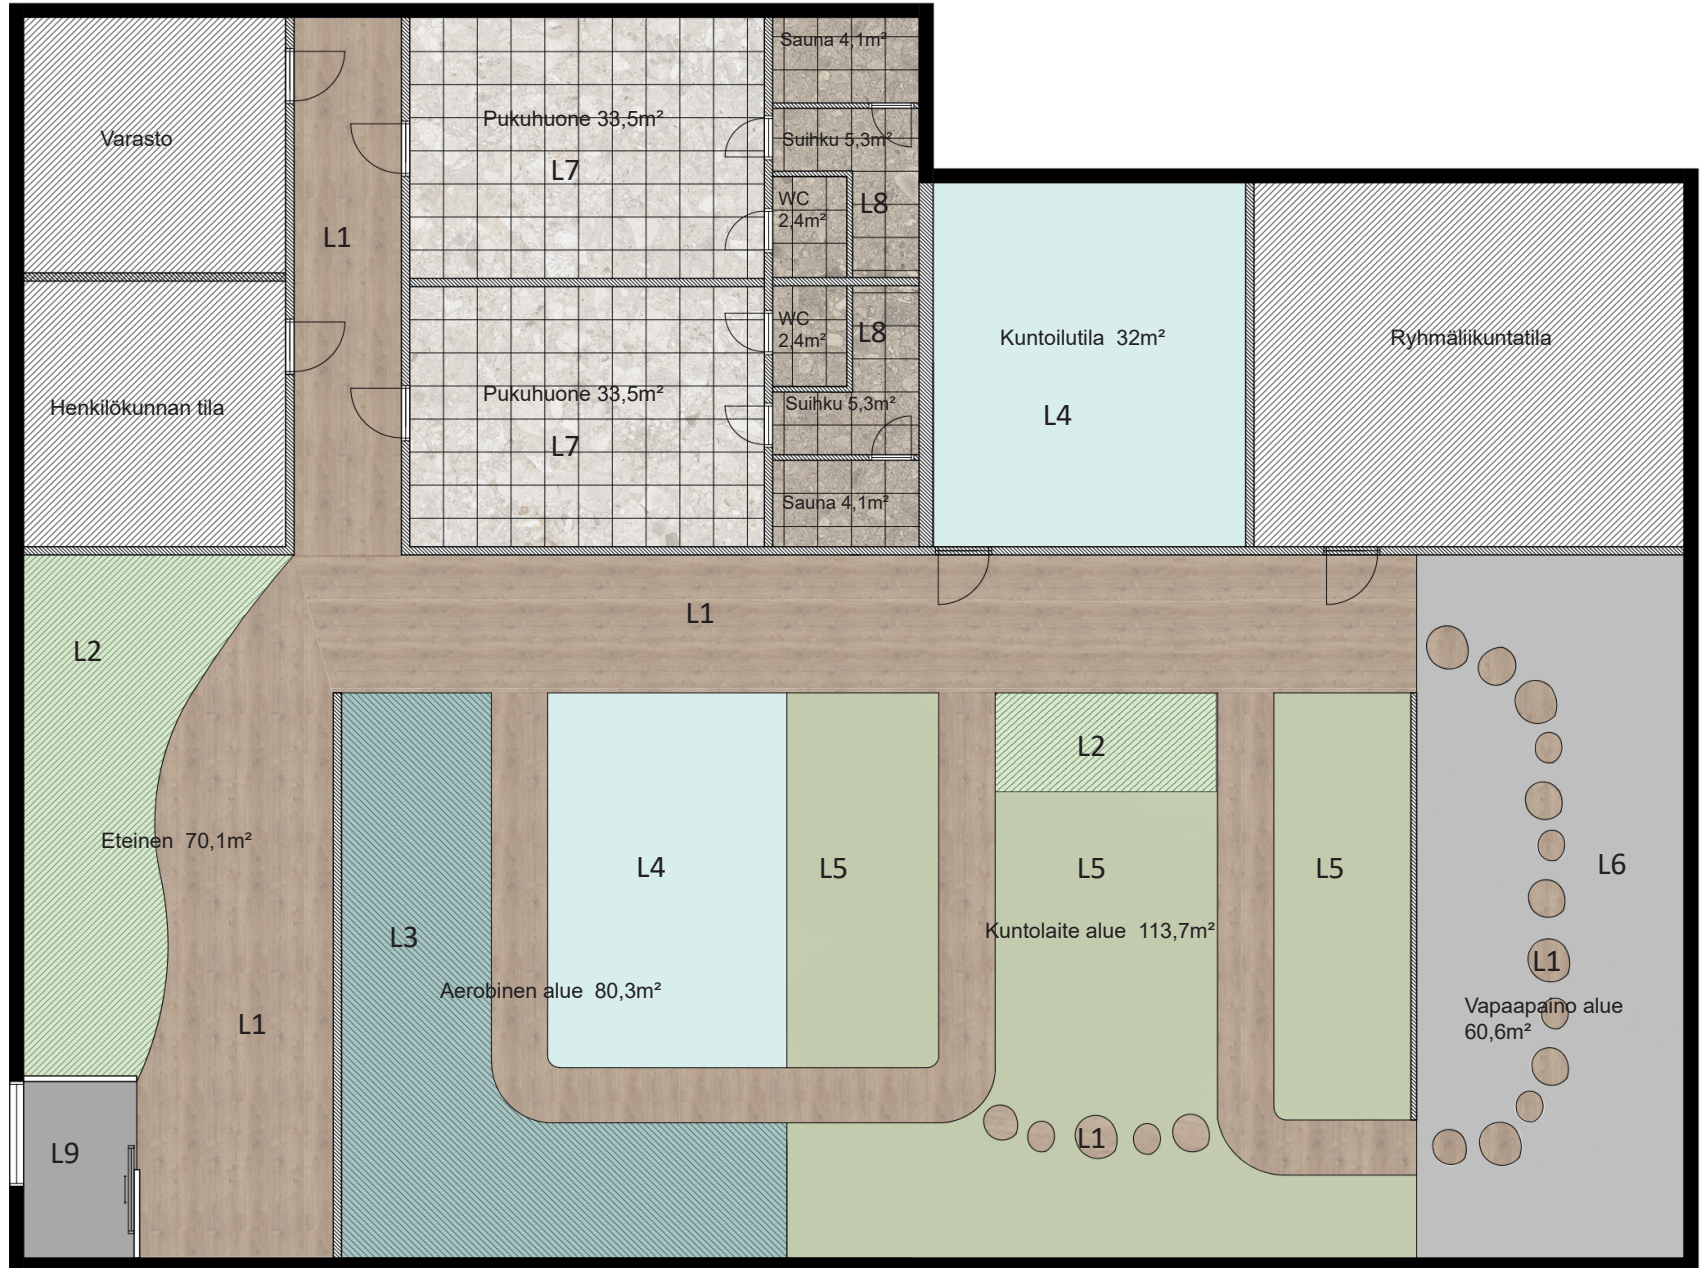 Sauna 4,1m²
Pukuhuone 33,5m²
Varasto
Suihku 5,3m²
L7
WC
2,4m²
L8
L1
WC
2,4m²
L8
Kuntoilutila 32m²
Ryhmäliikuntatila
Pukuhuone 33,5m²
Henkilökunnan tila
Suihku 5,3m²
L4
L7
Sauna 4,1m²
L1
L2
L2
Eteinen 70,1m²
L4
L5
L5
L5
L6
L3
Kuntolaite alue 113,7m²
L1
Aerobinen alue 80,3m²
Vapaapaino alue
60,6m²
L1
L1
L9